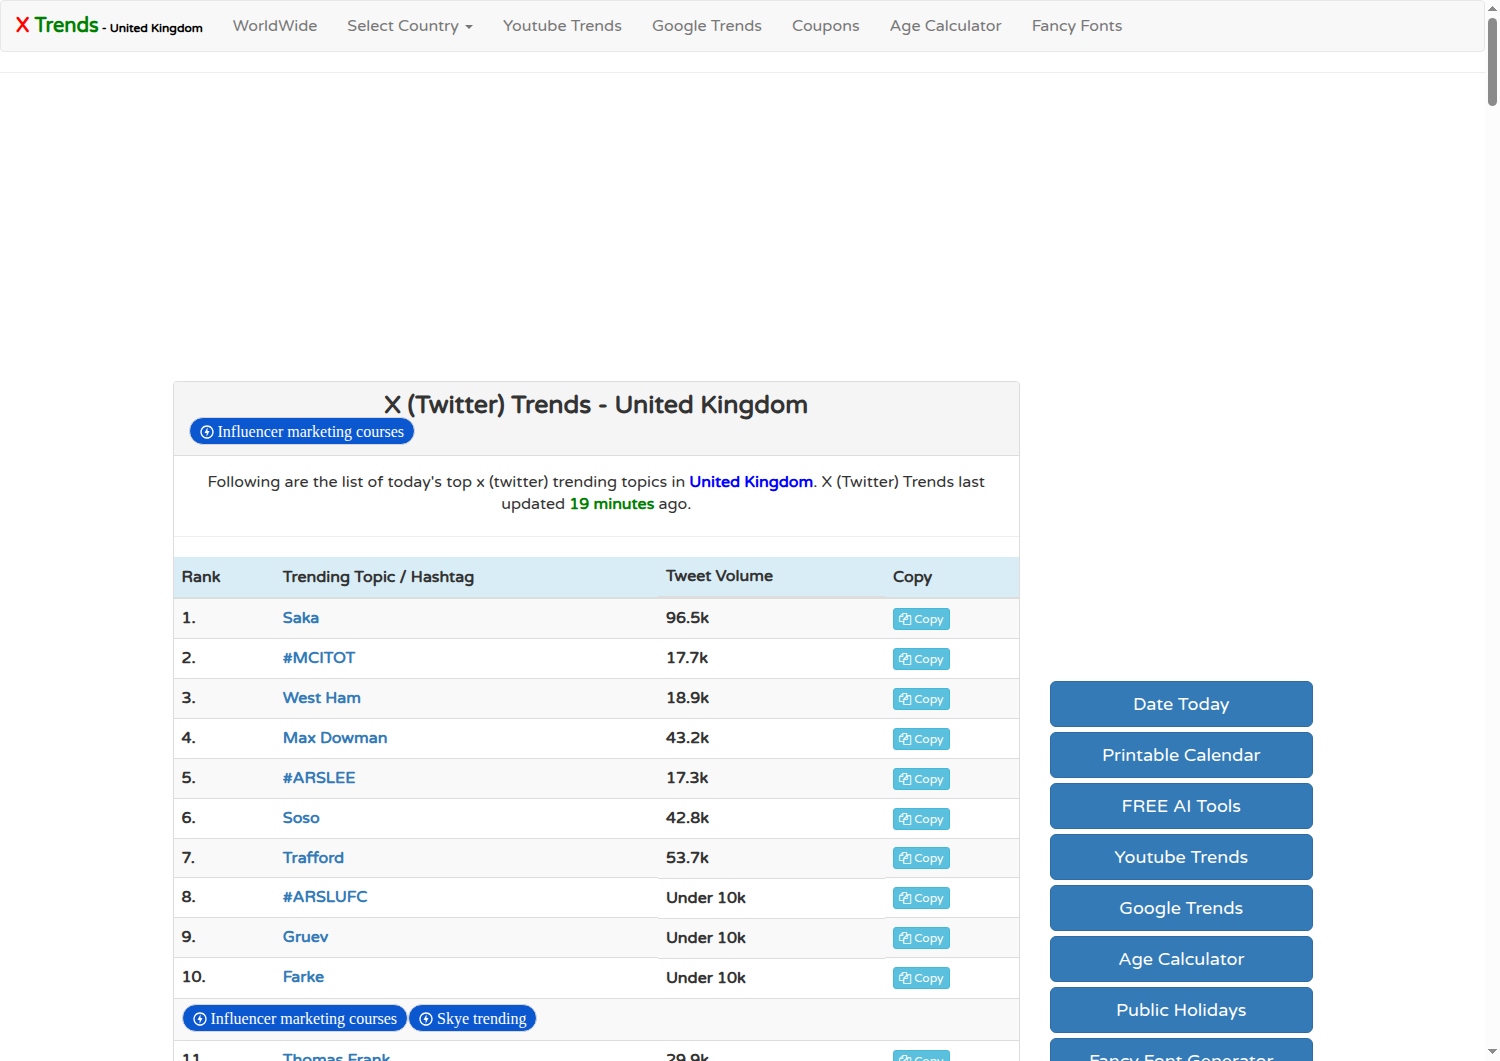 X Trends - United Kingdom WorldWide Select Country Youtube Trends Google Trends Coupons Age Calculator Fancy Fonts
X (Twitter) Trends - United Kingdom
Influencer marketing courses
Following are the list of today's top x (twitter) trending topics in United Kingdom. X (Twitter) Trends last
updated 19 minutes ago.
Rank Trending Topic / Hashtag Tweet Volume Copy
1. Saka 96.5k Copy
2. #MCITOT 17.7k Copy
3. West Ham 18.9k Copy
4. Max Dowman 43.2k Copy
5. #ARSLEE 17.3k Copy
6. Soso 42.8k Copy
7. Trafford 53.7k Copy
8. #ARSLUFC Under 10k Copy
9. Gruev Under 10k Copy
10. Farke Under 10k Copy
Influencer marketing courses Skye trending
11. Thomas Frank 29.9k Copy
Date Today
Printable Calendar
FREE AI Tools
Youtube Trends
Google Trends
Age Calculator
Public Holidays
Fancy Font Generator